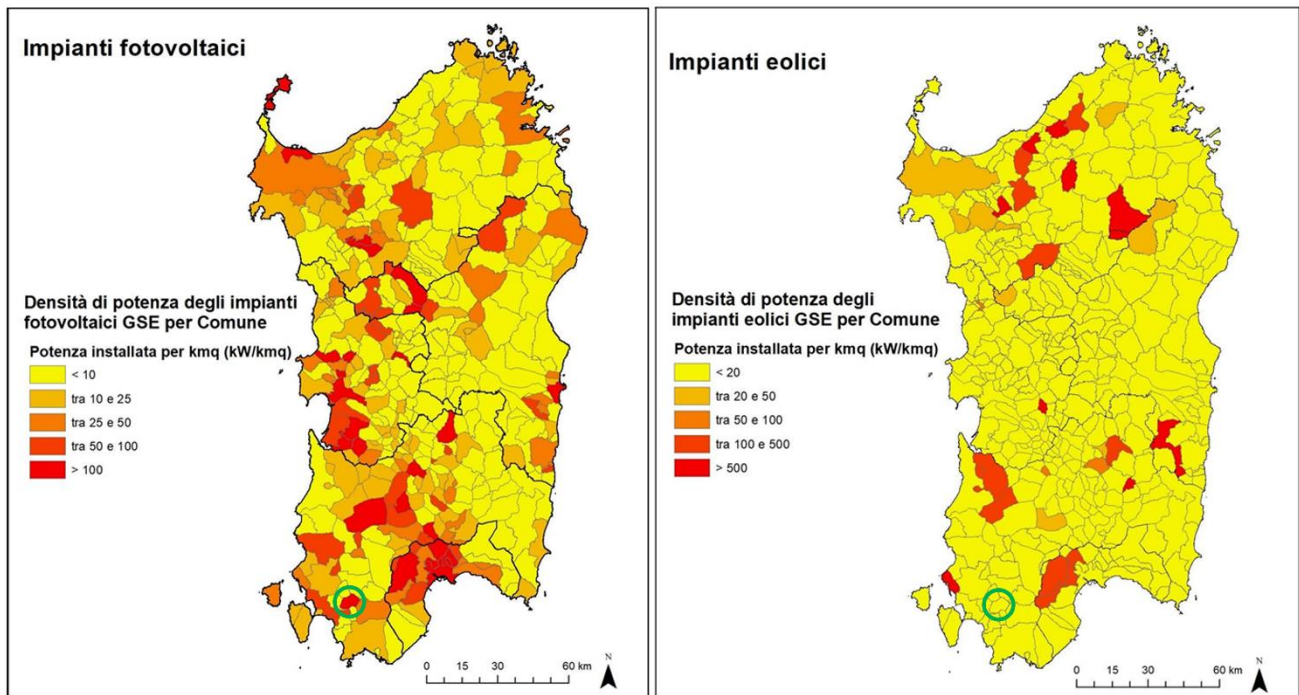 Impianti fotovoltaici
Densità di potenza degli impianti
fotovoltaici GSE per Comune
Potenza installata per kmq (kW/kmq)
< 10
tra 10 e 25
tra 25 e 50
tra 50 e 100
> 100
0 15 30 60 km
N
Impianti eolici
Densità di potenza degli
impianti eolici GSE per Comune
Potenza installata per kmq (kW/kmq)
< 20
tra 20 e 50
tra 50 e 100
tra 100 e 500
> 500
0 15 30 60 km
N